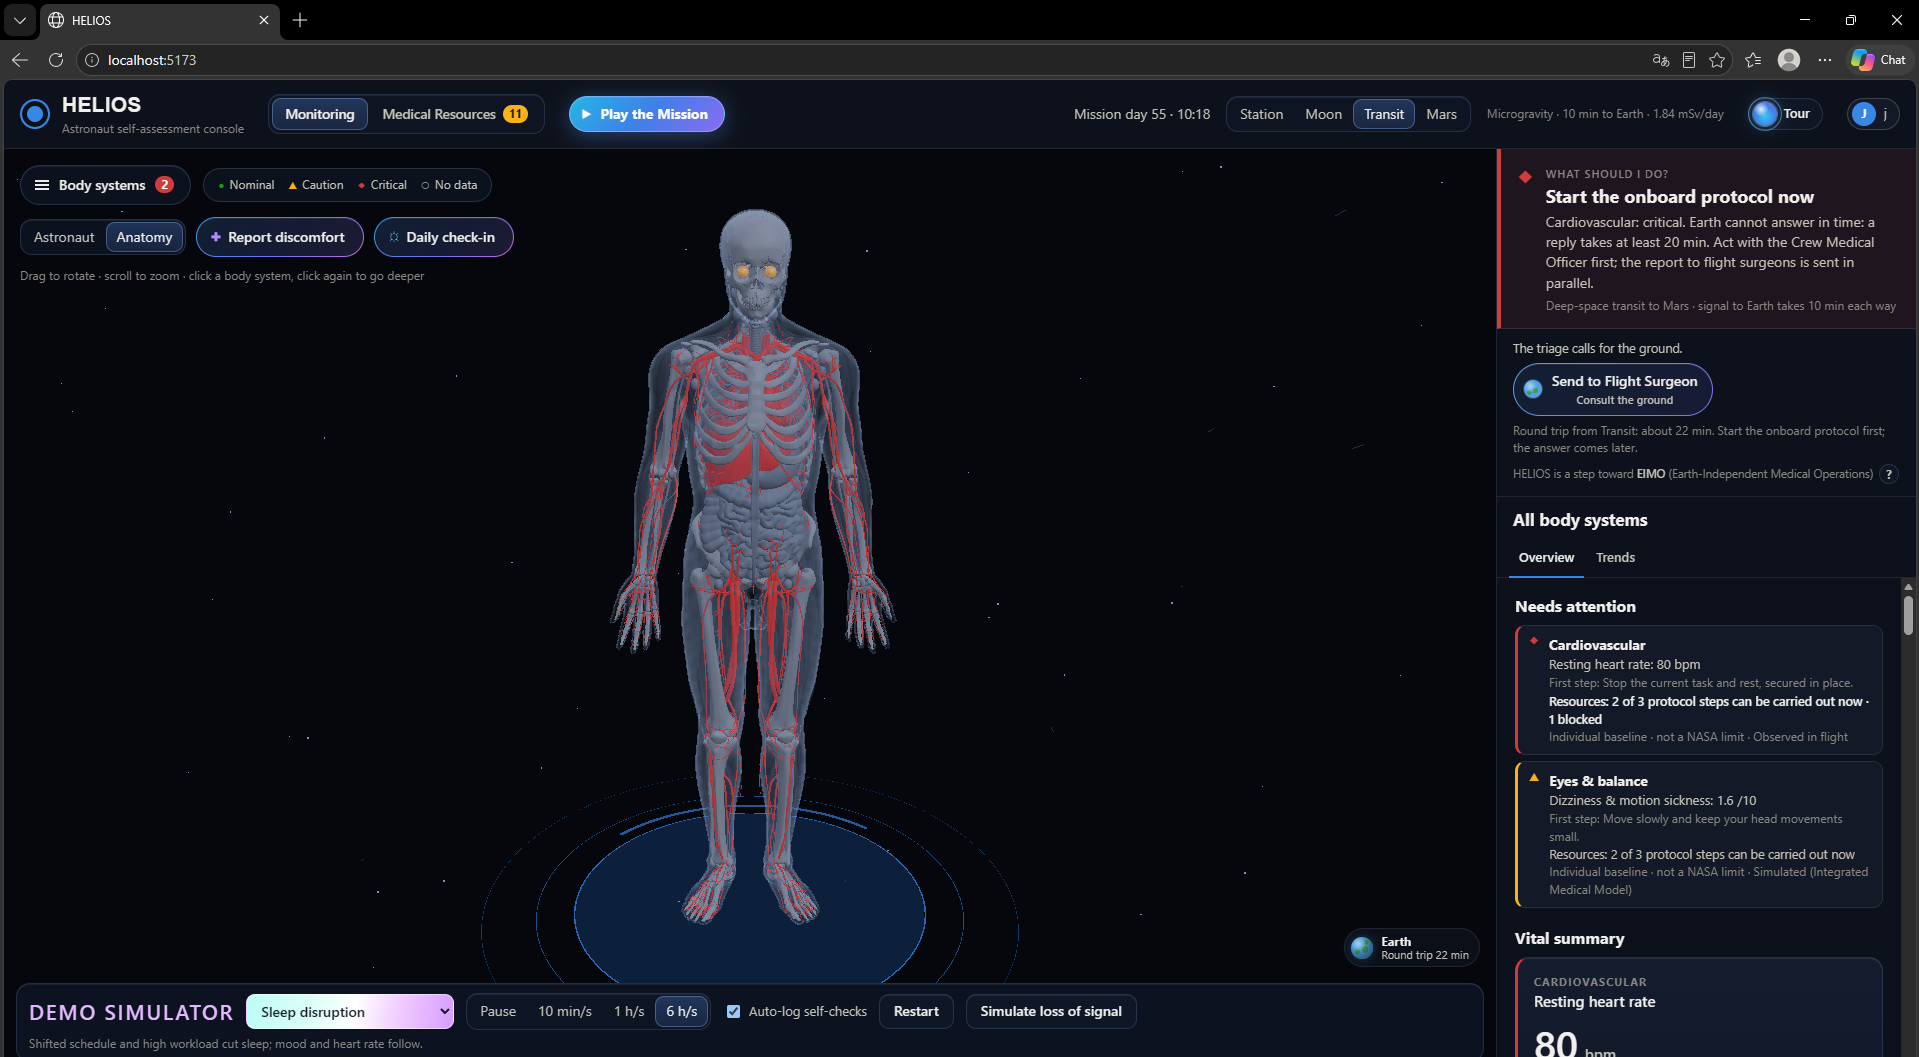 HELIOS
localhost:5173
Chat
HELIOS
Astronaut self-assessment console
Monitoring
Medical Resources 11
Play the Mission
Mission day 55 · 10:18
Station Moon Transit Mars
Microgravity · 10 min to Earth · 1.84 mSv/day
Tour
J j
Body systems 2
Nominal Caution Critical No data
Astronaut Anatomy
Report discomfort
Daily check-in
Drag to rotate · scroll to zoom · click a body system, click again to go deeper
WHAT SHOULD I DO?
Start the onboard protocol now
Cardiovascular: critical. Earth cannot answer in time: a
reply takes at least 20 min. Act with the Crew Medical
Officer first; the report to flight surgeons is sent in
parallel.
Deep-space transit to Mars · signal to Earth takes 10 min each way
The triage calls for the ground.
Send to Flight Surgeon
Consult the ground
Round trip from Transit: about 22 min. Start the onboard protocol first;
the answer comes later.
HELIOS is a step toward EIMO (Earth-Independent Medical Operations) ?
All body systems
Overview Trends
Needs attention
Cardiovascular
Resting heart rate: 80 bpm
First step: Stop the current task and rest, secured in place.
Resources: 2 of 3 protocol steps can be carried out now ·
1 blocked
Individual baseline · not a NASA limit · Observed in flight
Eyes & balance
Dizziness & motion sickness: 1.6 /10
First step: Move slowly and keep your head movements
small.
Resources: 2 of 3 protocol steps can be carried out now
Individual baseline · not a NASA limit · Simulated (Integrated
Medical Model)
Vital summary
CARDIOVASCULAR
Resting heart rate
80 bpm
Earth
Round trip 22 min
DEMO SIMULATOR
Sleep disruption
Pause 10 min/s 1 h/s 6 h/s
Auto-log self-checks
Restart
Simulate loss of signal
Shifted schedule and high workload cut sleep; mood and heart rate follow.